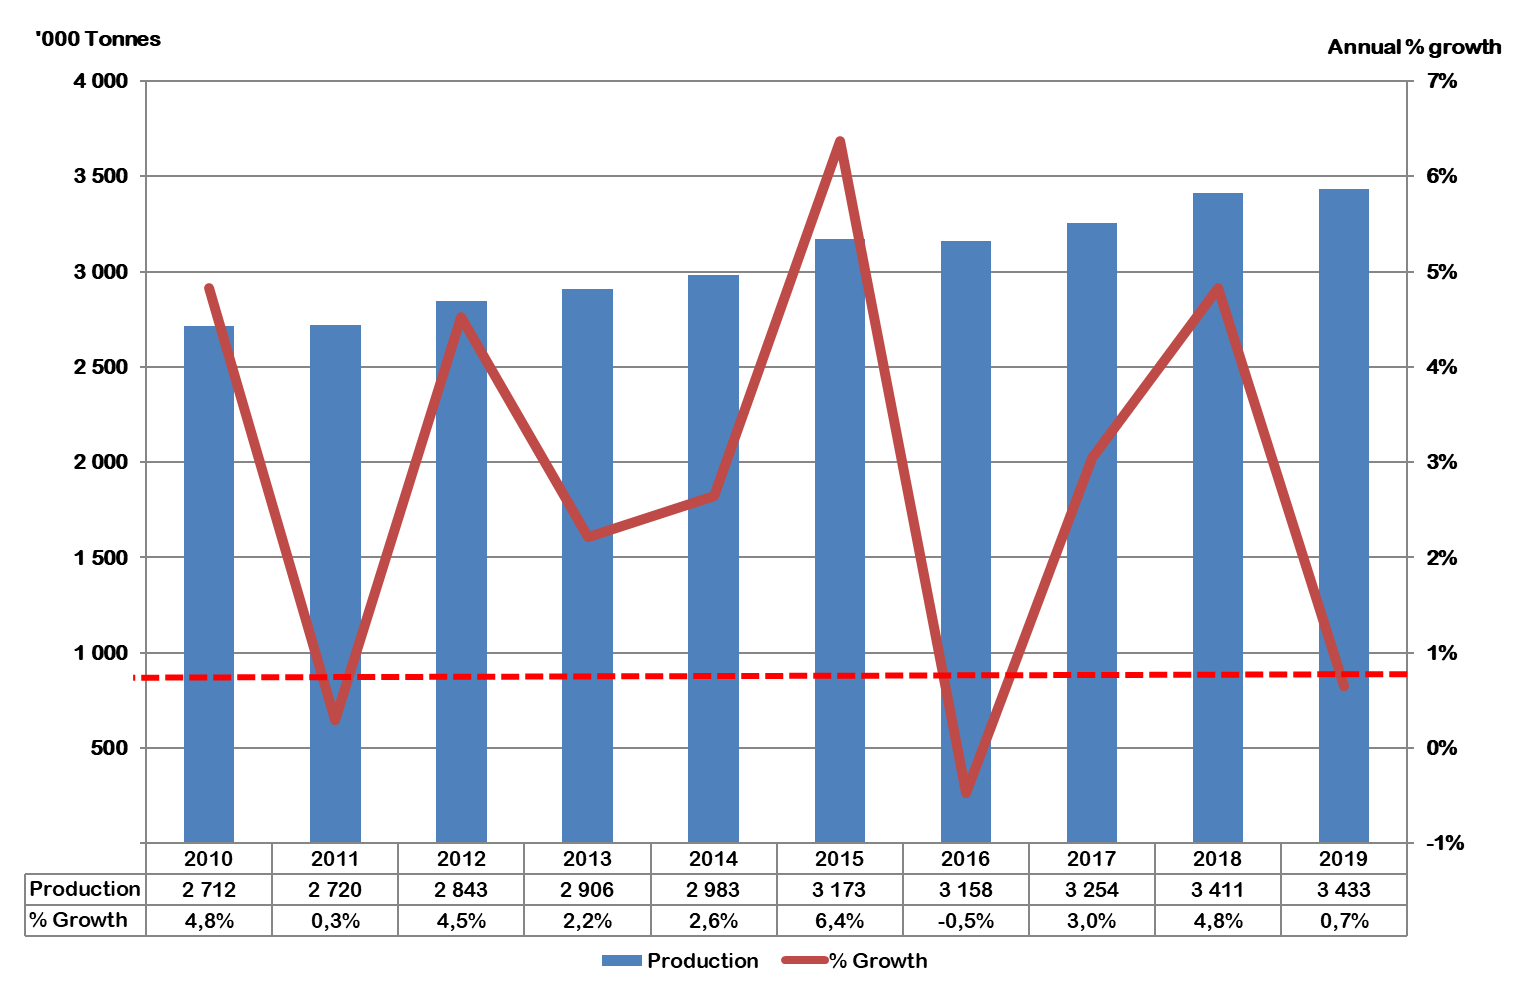 '000 Tonnes
Annual % growth
4 000
7%
3 500
6%
3 000
5%
2 500
4%
2 000
3%
1 500
2%
1 000
1%
500
0%
-1%
2010 2011 2012 2013 2014 2015 2016 2017 2018 2019
Production 2 712 2 720 2 843 2 906 2 983 3 173 3 158 3 254 3 411 3 433
% Growth 4,8% 0,3% 4,5% 2,2% 2,6% 6,4% -0,5% 3,0% 4,8% 0,7%
Production % Growth